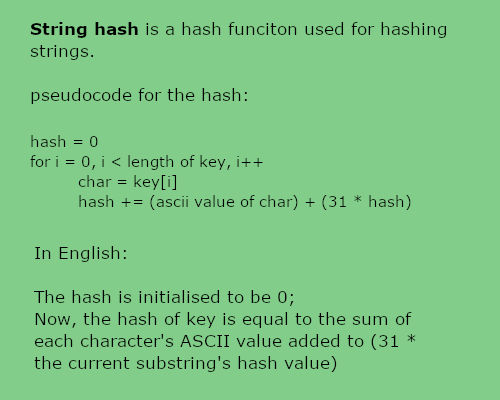 String hash is a hash funciton used for hashing
strings.
pseudocode for the hash:
hash = 0
for i = 0, i < length of key, i++
char = key[i]
hash += (ascii value of char) + (31 * hash)
In English:
The hash is initialised to be 0;
Now, the hash of key is equal to the sum of
each character's ASCII value added to (31 *
the current substring's hash value)